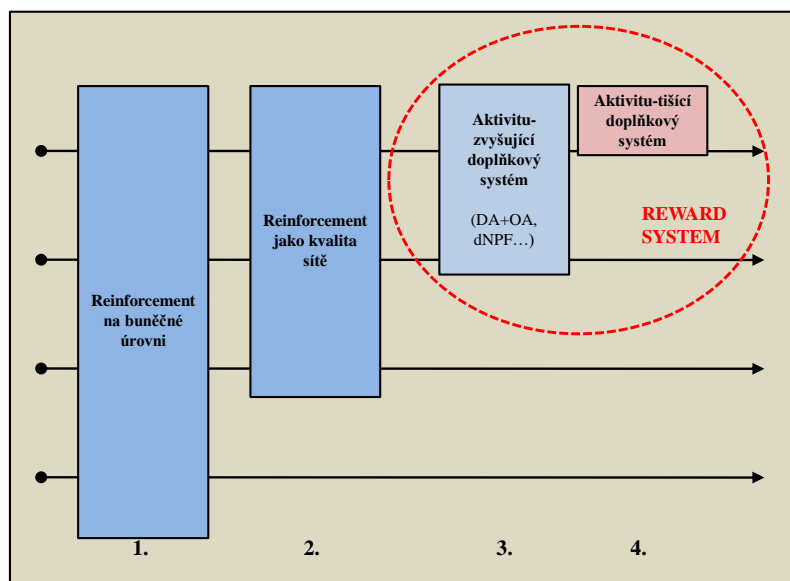 Reinforcement
na buněčné
úrovni
Reinforcement
jako kvalita
sítě
Aktivitu-
zvyšující
doplňkový
systém
(DA+OA,
dNPF…)
Aktivitu-tišící
doplňkový
systém
REWARD
SYSTEM
1.
2.
3.
4.